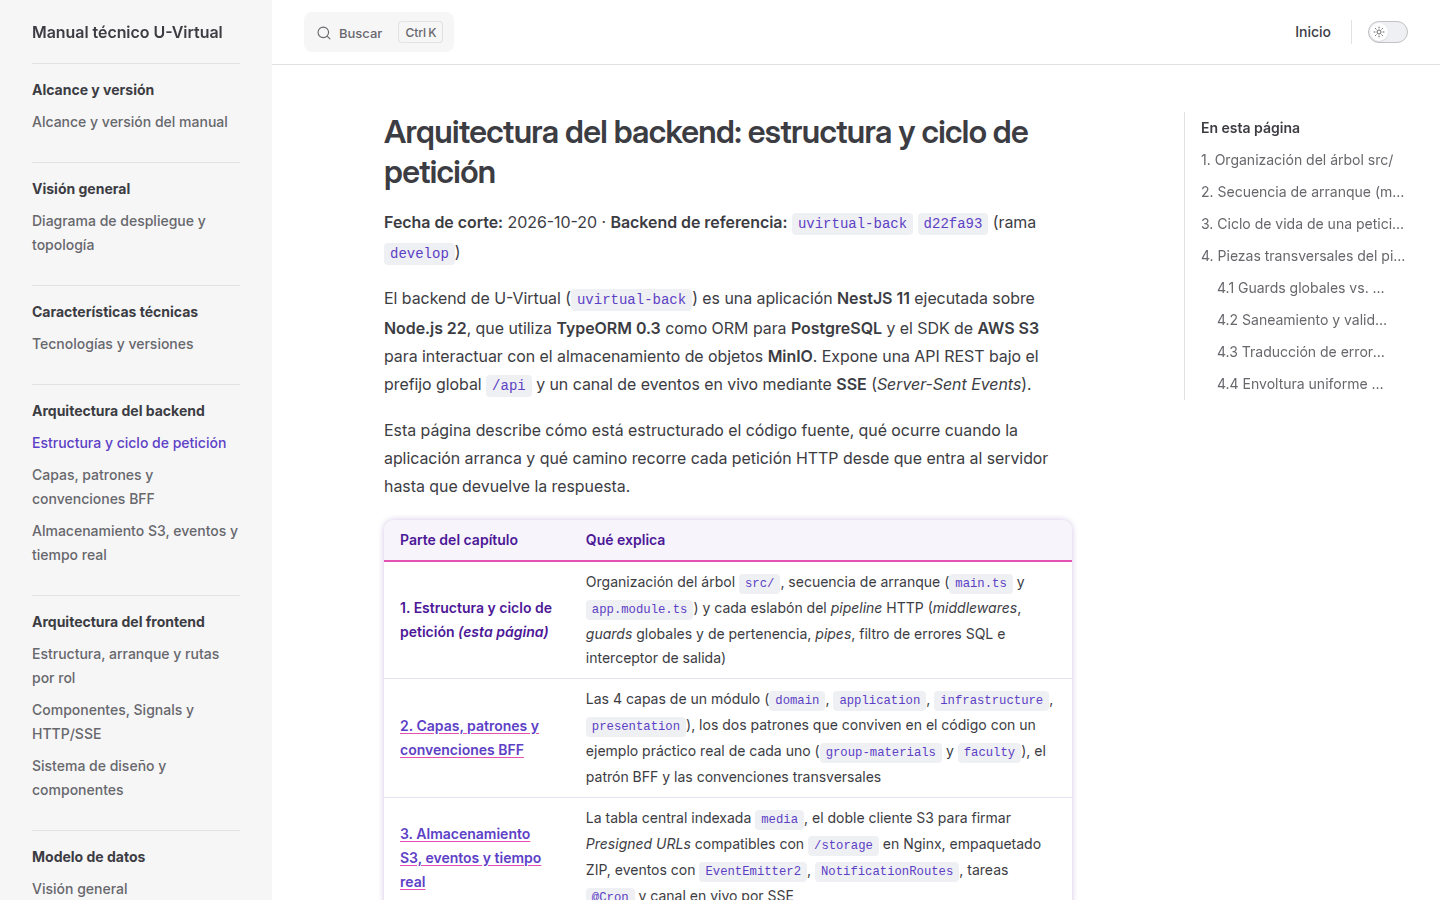 Manual técnico U-Virtual
Alcance y versión
Alcance y versión del manual
Visión general
Diagrama de despliegue y
topología
Características técnicas
Tecnologías y versiones
Arquitectura del backend
Estructura y ciclo de petición
Capas, patrones y
convenciones BFF
Almacenamiento S3, eventos y
tiempo real
Arquitectura del frontend
Estructura, arranque y rutas
por rol
Componentes, Signals y
HTTP/SSE
Sistema de diseño y
componentes
Modelo de datos
Visión general
Buscar Ctrl K
Inicio
Arquitectura del backend: estructura y ciclo de
petición
Fecha de corte: 2026-10-20 · Backend de referencia: uvirtual-back d22fa93 (rama
develop)
El backend de U-Virtual (uvirtual-back) es una aplicación NestJS 11 ejecutada sobre
Node.js 22, que utiliza TypeORM 0.3 como ORM para PostgreSQL y el SDK de AWS S3
para interactuar con el almacenamiento de objetos MinIO. Expone una API REST bajo el
prefijo global /api y un canal de eventos en vivo mediante SSE (Server-Sent Events).
Esta página describe cómo está estructurado el código fuente, qué ocurre cuando la
aplicación arranca y qué camino recorre cada petición HTTP desde que entra al servidor
hasta que devuelve la respuesta.
Parte del capítulo Qué explica
1. Estructura y ciclo de
petición (esta página)
Organización del árbol src/, secuencia de arranque (main.ts y
app.module.ts) y cada eslabón del pipeline HTTP (middlewares,
guards globales y de pertenencia, pipes, filtro de errores SQL e
interceptor de salida)
2. Capas, patrones y
convenciones BFF
Las 4 capas de un módulo (domain, application, infrastructure,
presentation), los dos patrones que conviven en el código con un
ejemplo práctico real de cada uno (group-materials y faculty), el
patrón BFF y las convenciones transversales
3. Almacenamiento
S3, eventos y tiempo
real
La tabla central indexada media, el doble cliente S3 para firmar
Presigned URLs compatibles con /storage en Nginx, empaquetado
ZIP, eventos con EventEmitter2, NotificationRoutes, tareas
@Cron y canal en vivo por SSE
En esta página
1. Organización del árbol src/
2. Secuencia de arranque (m...
3. Ciclo de vida de una petici...
4. Piezas transversales del pi...
4.1 Guards globales vs. ...
4.2 Saneamiento y valid...
4.3 Traducción de error...
4.4 Envoltura uniforme ...